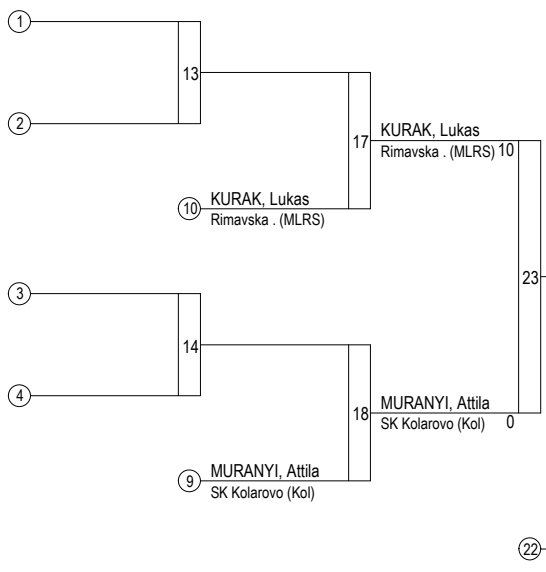 1
13
2
17
KURAK, Lukas
Rimavska . (MLRS)
10
10
KURAK, Lukas
Rimavska . (MLRS)
23
3
14
4
18
MURANYI, Attila
SK Kolarovo (Kol)
0
9
MURANYI, Attila
SK Kolarovo (Kol)
22